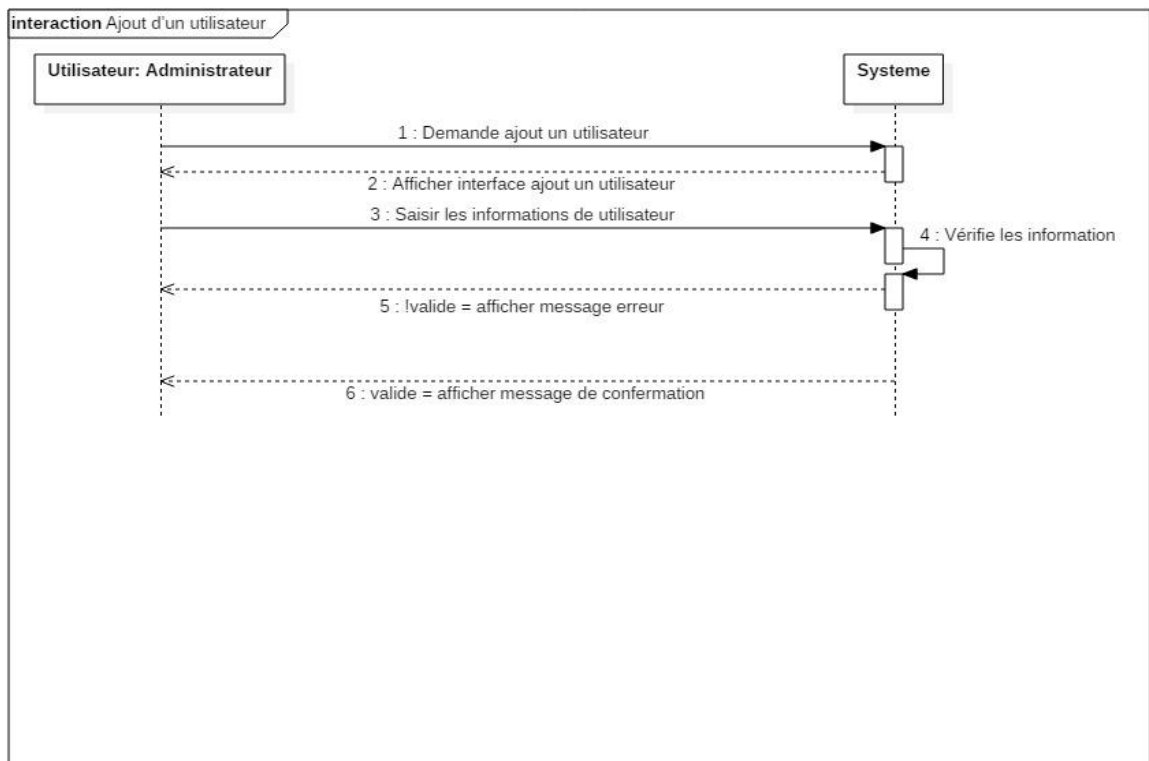 interaction Ajout d'un utilisateur
Utilisateur: Administrateur
Systeme
1 : Demande ajout un utilisateur
2 : Afficher interface ajout un utilisateur
3 : Saisir les informations de utilisateur
4 : Vérifie les information
5 : !valide = afficher message erreur
6 : valide = afficher message de confermation